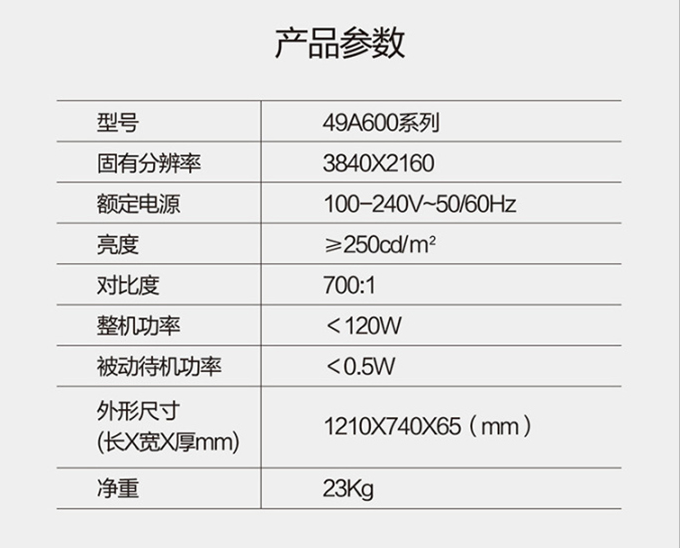 产品参数
型号 49A600系列
固有分辨率 3840X2160
额定电源 100-240V~50/60Hz
亮度 ≥250cd/m²
对比度 700:1
整机功率 <120W
被动待机功率 <0.5W
外形尺寸
(长X宽X厚mm) 1210X740X65（mm）
净重 23Kg